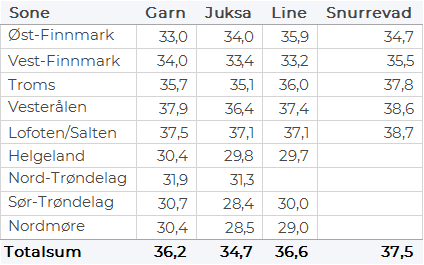 Sone Garn Juksa Line Snurrevad
Øst-Finnmark 33,0 34,0 35,9 34,7
Vest-Finnmark 34,0 33,4 33,2 35,5
Troms 35,7 35,1 36,0 37,8
Vesterålen 37,9 36,4 37,4 38,6
Lofoten/Salten 37,5 37,1 37,1 38,7
Helgeland 30,4 29,8 29,7
Nord-Trøndelag 31,9 31,3
Sør-Trøndelag 30,7 28,4 30,0
Nordmøre 30,4 28,5 29,0
Totalsum 36,2 34,7 36,6 37,5